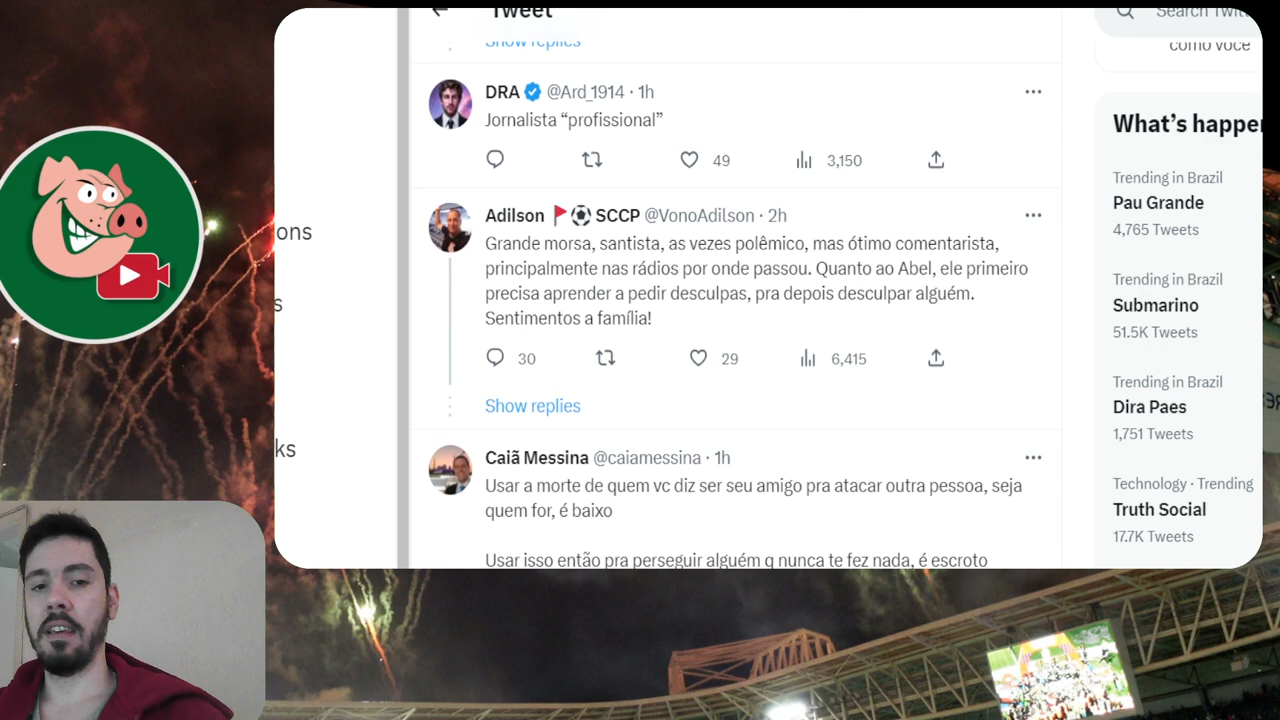 Tweet
Search Twitt
Show replies
como você
DRA @Ard_1914 · 1h
Jornalista “profissional”
49
3,150
Adilson SCCP @VonoAdilson · 2h
Grande morsa, santista, as vezes polêmico, mas ótimo comentarista,
principalmente nas rádios por onde passou. Quanto ao Abel, ele primeiro
precisa aprender a pedir desculpas, pra depois desculpar alguém.
Sentimentos a família!
30
29
6,415
Show replies
Caiã Messina @caiamessina · 1h
Usar a morte de quem vc diz ser seu amigo pra atacar outra pessoa, seja
quem for, é baixo
Usar isso então pra perseguir alguém q nunca te fez nada, é escroto
ons
s
ks
What’s happe
Trending in Brazil
Pau Grande
4,765 Tweets
Trending in Brazil
Submarino
51.5K Tweets
Trending in Brazil
Dira Paes
1,751 Tweets
Technology · Trending
Truth Social
17.7K Tweets